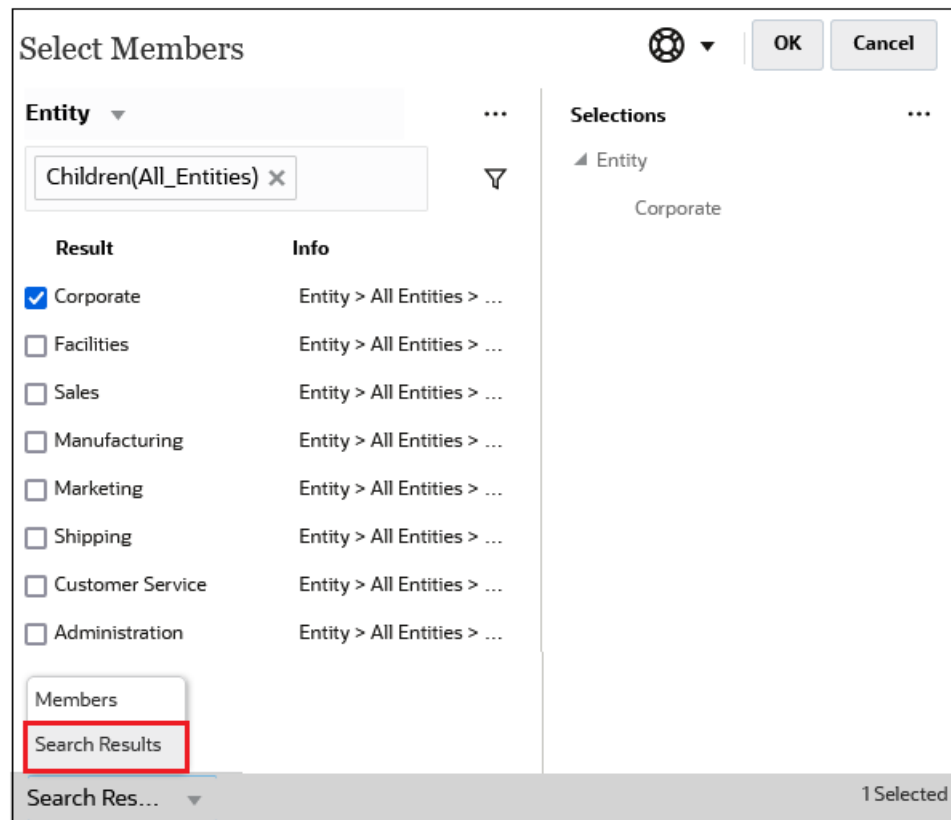 Select Members
OK
Cancel
Entity
...
Selections
...
Children(All_Entities)
Entity
Corporate
Result Info
Corporate Entity > All Entities > ...
Facilities Entity > All Entities > ...
Sales Entity > All Entities > ...
Manufacturing Entity > All Entities > ...
Marketing Entity > All Entities > ...
Shipping Entity > All Entities > ...
Customer Service Entity > All Entities > ...
Administration Entity > All Entities > ...
Members
Search Results
Search Res...
1 Selected